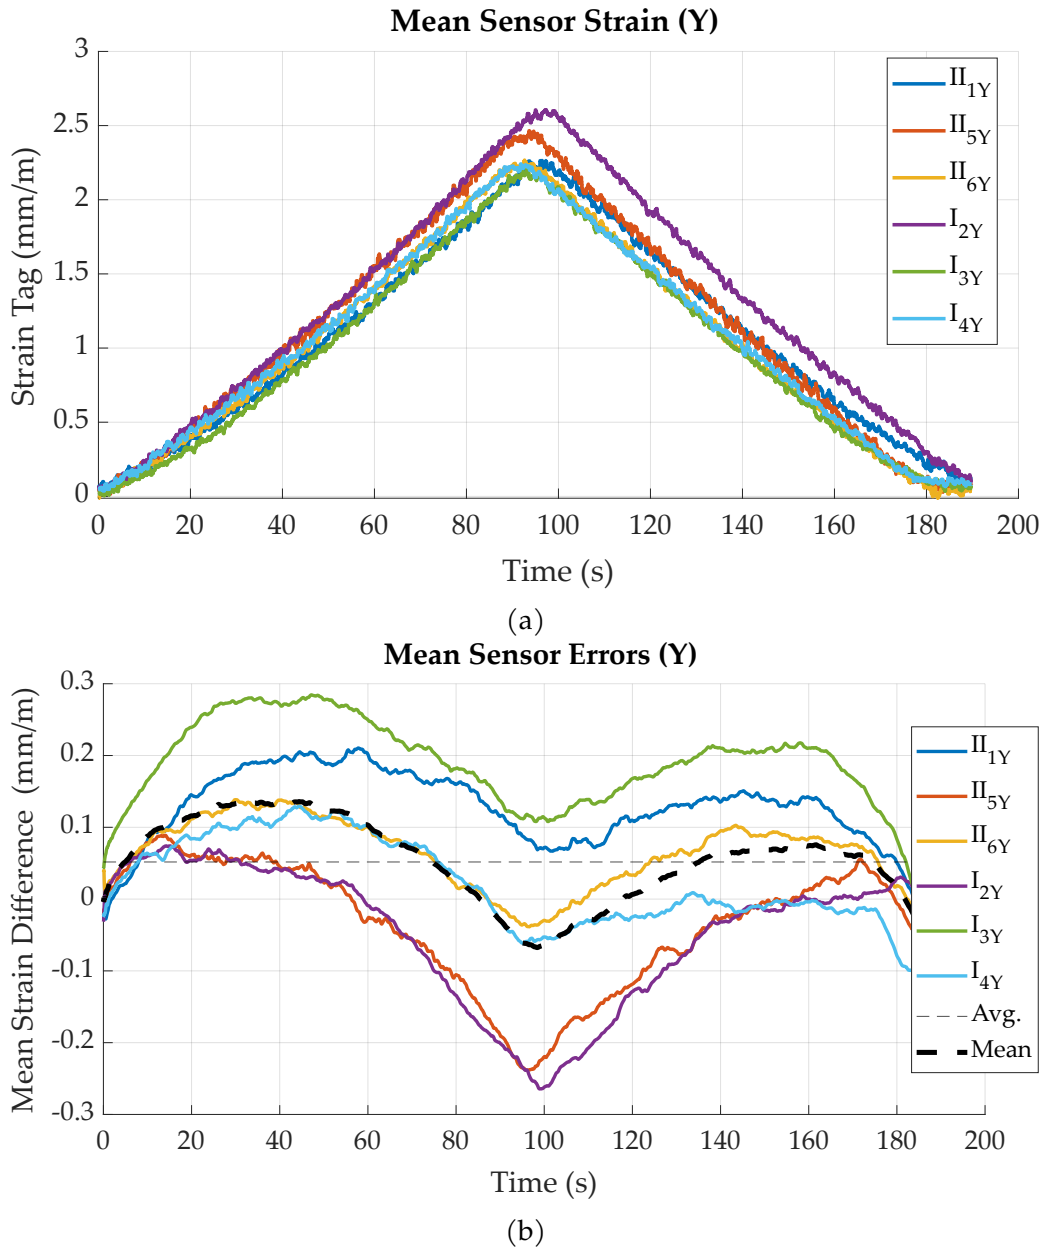 Mean Sensor Strain (Y)
Strain Tag (mm/m)
3
2.5
2
1.5
1
0.5
0
0 20 40 60 80 100 120 140 160 180 200
Time (s)
II1Y
II5Y
II6Y
I2Y
I3Y
I4Y
(a)
Mean Sensor Errors (Y)
Mean Strain Difference (mm/m)
0.3
0.2
0.1
0
-0.1
-0.2
-0.3
0 20 40 60 80 100 120 140 160 180 200
Time (s)
II1Y
II5Y
II6Y
I2Y
I3Y
I4Y
Avg.
Mean
(b)